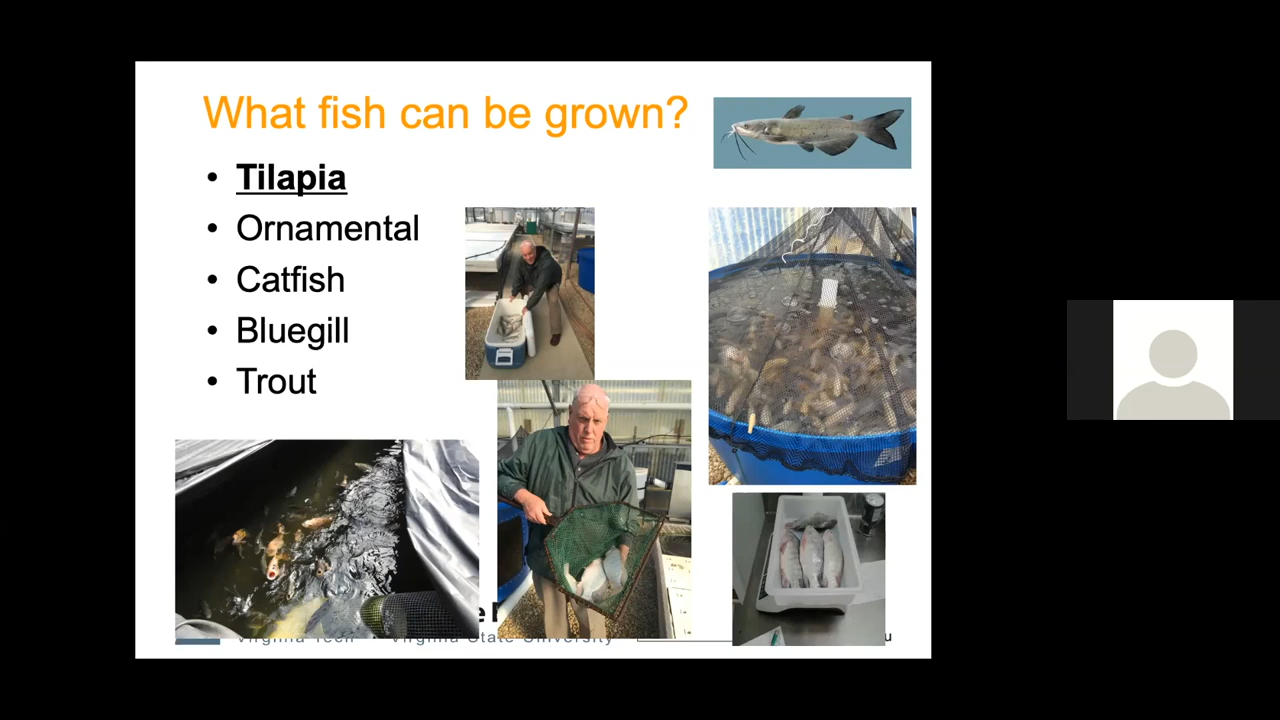 What fish can be grown?
• Tilapia
• Ornamental
• Catfish
• Bluegill
• Trout
Virginia Tech • Virginia State University